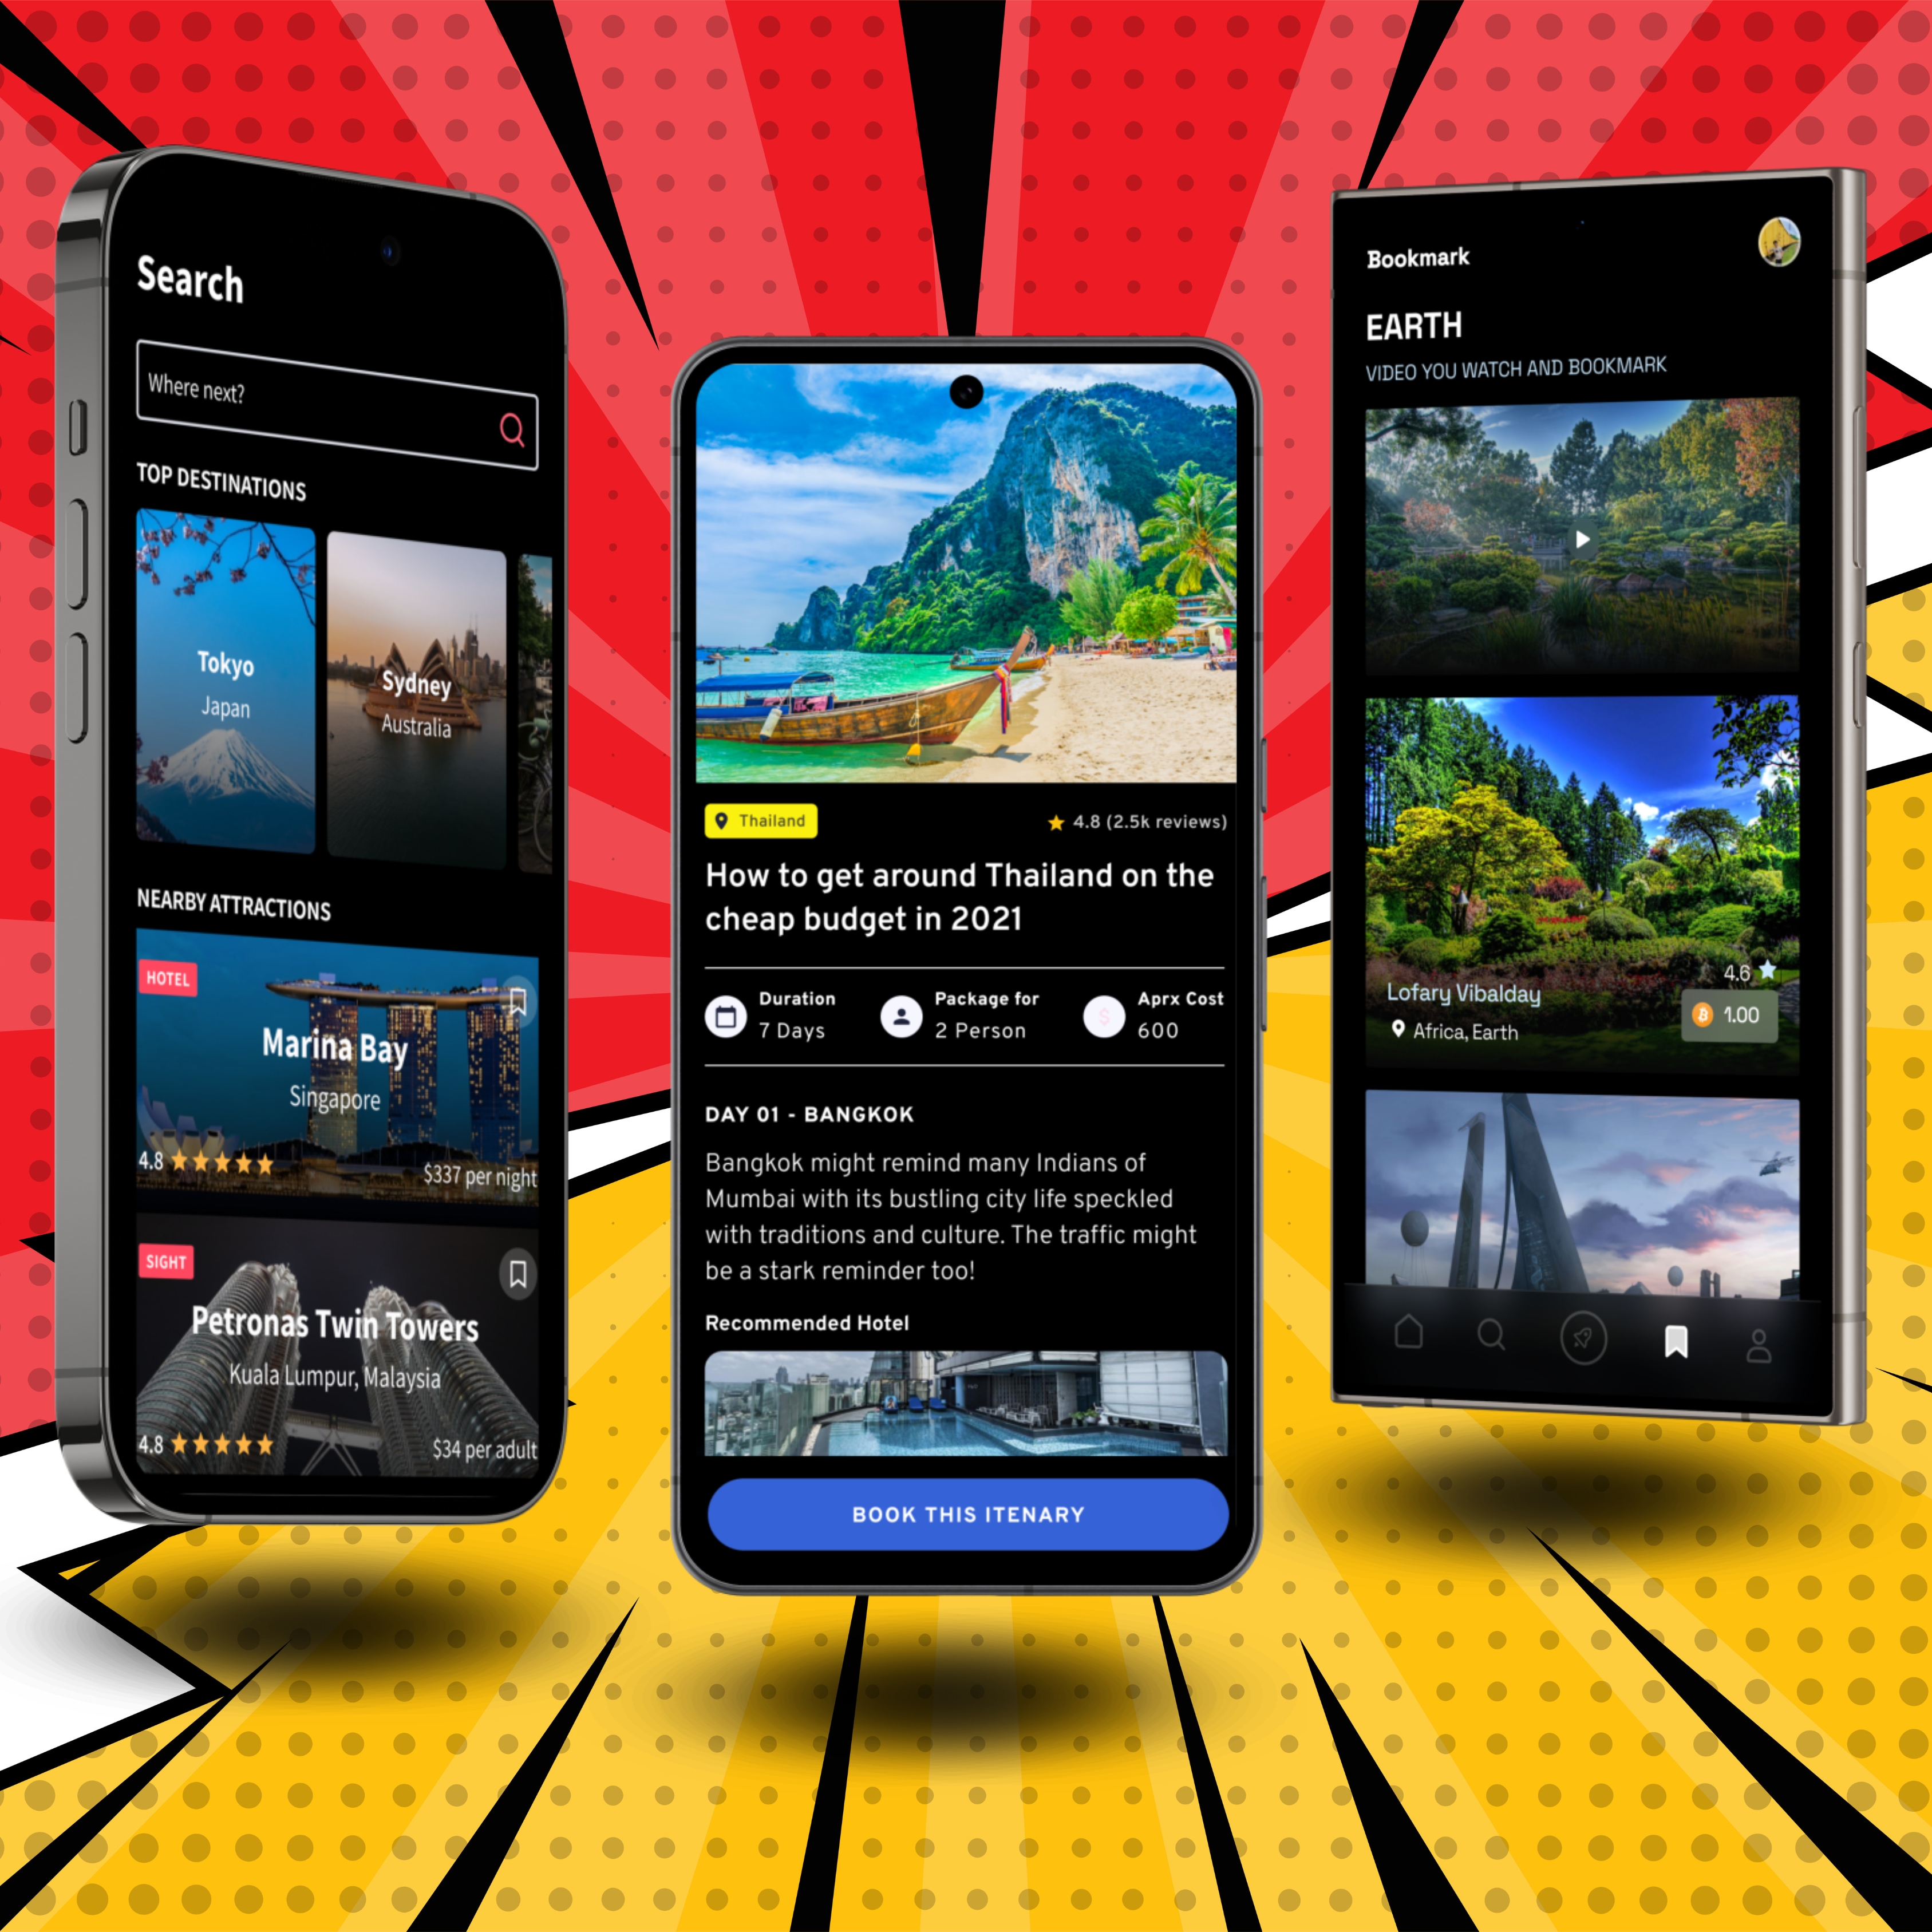 Search
Where next?
TOP DESTINATIONS
Tokyo
Japan
Sydney
Australia
NEARBY ATTRACTIONS
HOTEL
Marina Bay
Singapore
4.8
$337 per night
SIGHT
Petronas Twin Towers
Kuala Lumpur, Malaysia
4.8
$34 per adult
Thailand
4.8 (2.5k reviews)
How to get around Thailand on the
cheap budget in 2021
Duration
7 Days
Package for
2 Person
$
Aprx Cost
600
DAY 01 - BANGKOK
Bangkok might remind many Indians of
Mumbai with its bustling city life speckled
with traditions and culture. The traffic might
be a stark reminder too!
Recommended Hotel
BOOK THIS ITENARY
Bookmark
EARTH
VIDEO YOU WATCH AND BOOKMARK
4.6
Lofary Vibalday
Africa, Earth
1.00